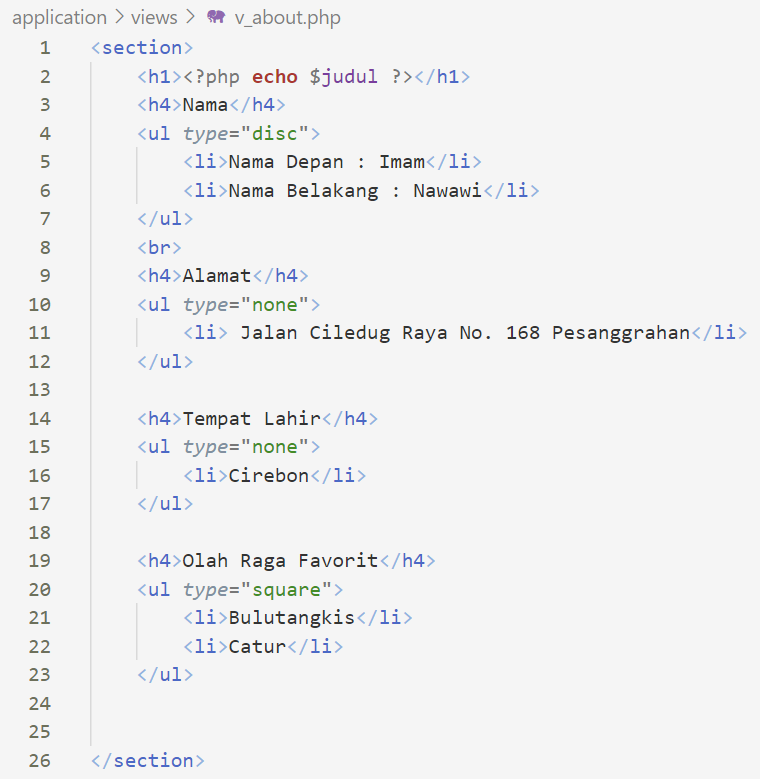 application > views > v_about.php
1 <section>
2 <h1><?php echo $judul ?></h1>
3 <h4>Nama</h4>
4 <ul type="disc">
5 <li>Nama Depan : Imam</li>
6 <li>Nama Belakang : Nawawi</li>
7 </ul>
8 <br>
9 <h4>Alamat</h4>
10 <ul type="none">
11 <li> Jalan Ciledug Raya No. 168 Pesanggrahan</li>
12 </ul>
13
14 <h4>Tempat Lahir</h4>
15 <ul type="none">
16 <li>Cirebon</li>
17 </ul>
18
19 <h4>Olah Raga Favorit</h4>
20 <ul type="square">
21 <li>Bulutangkis</li>
22 <li>Catur</li>
23 </ul>
24
25
26 </section>